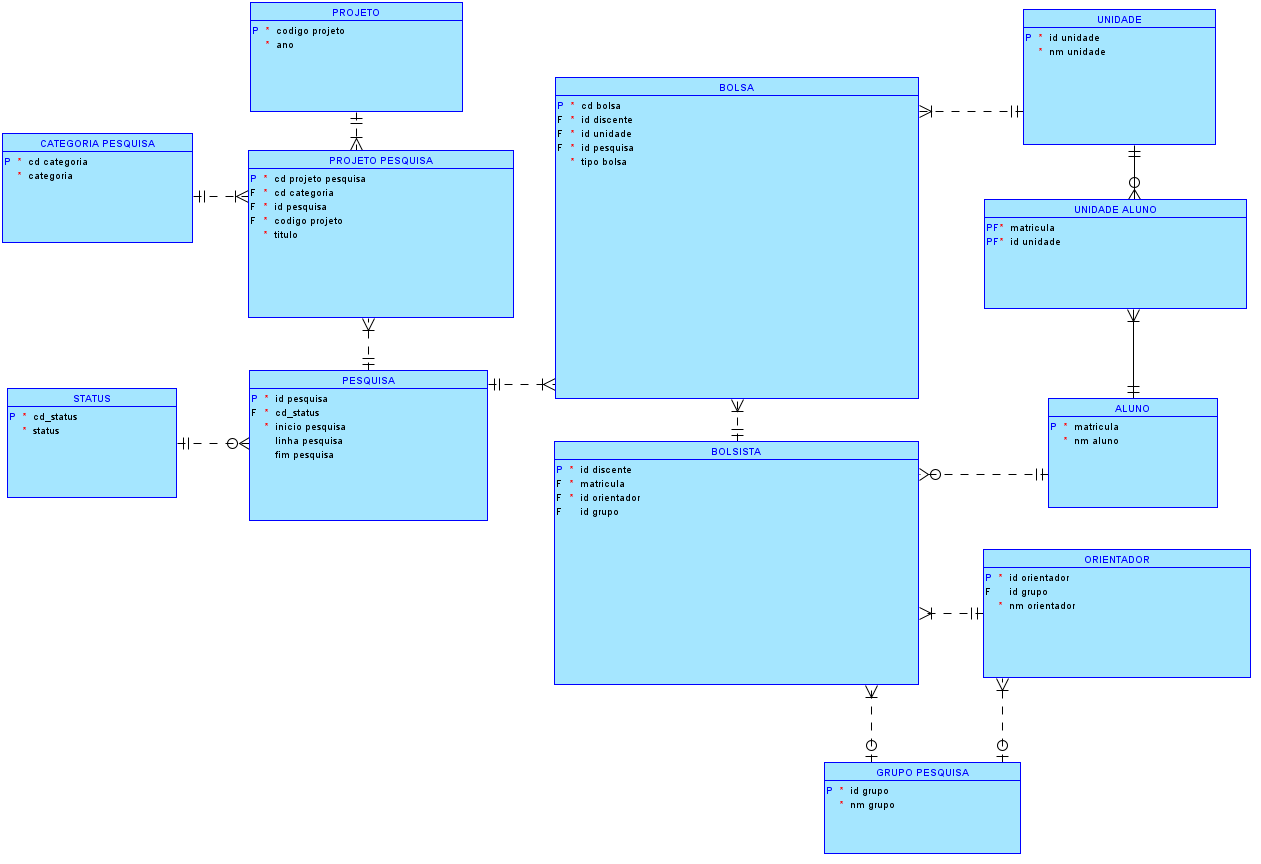 PROJETO
P * codigo projeto
* ano
CATEGORIA PESQUISA
P * cd categoria
* categoria
PROJETO PESQUISA
P * cd projeto pesquisa
F * cd categoria
F * id pesquisa
F * codigo projeto
* titulo
STATUS
P * cd_status
* status
PESQUISA
P * id pesquisa
F * cd_status
* inicio pesquisa
linha pesquisa
fim pesquisa
BOLSA
P * cd bolsa
F * id discente
F * id unidade
F * id pesquisa
* tipo bolsa
BOLSISTA
P * id discente
F * matricula
F * id orientador
F id grupo
UNIDADE
P * id unidade
* nm unidade
UNIDADE ALUNO
PF* matricula
PF* id unidade
ALUNO
P * matricula
* nm aluno
ORIENTADOR
P * id orientador
F id grupo
* nm orientador
GRUPO PESQUISA
P * id grupo
* nm grupo